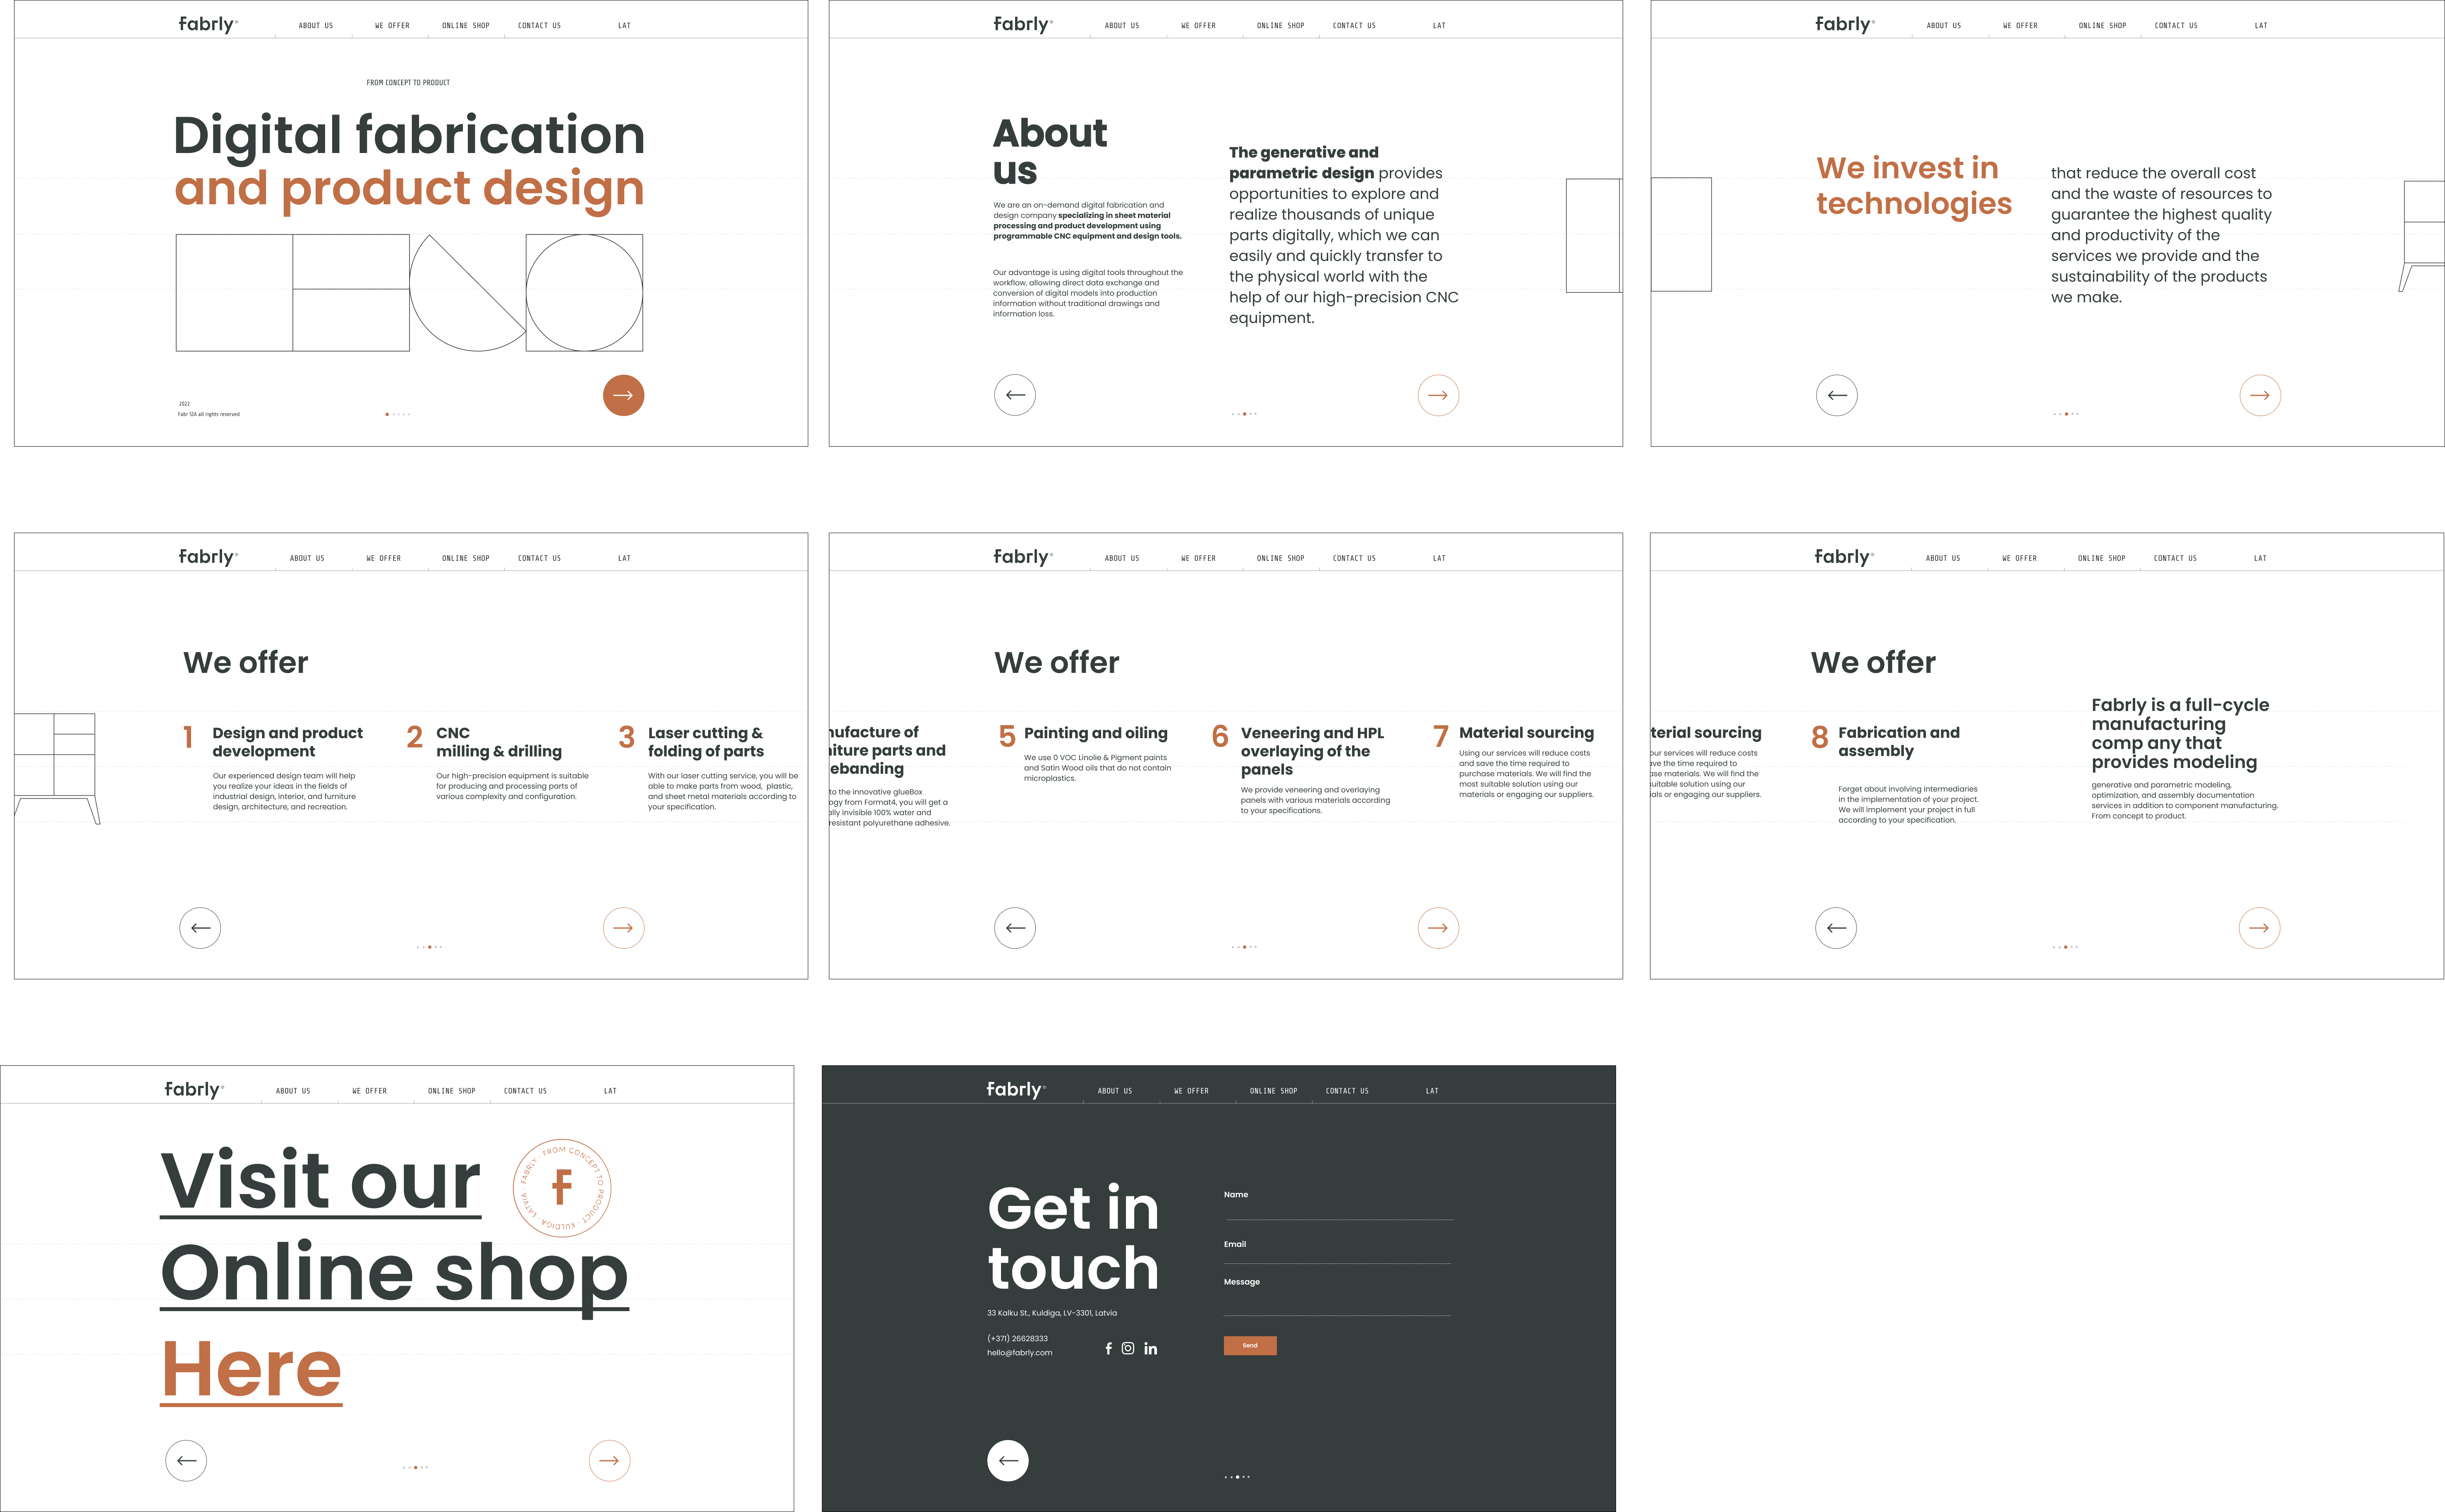 fabrly®
ABOUT US
WE OFFER
ONLINE SHOP
CONTACT US
LAT
FROM CONCEPT TO PRODUCT
Digital fabrication
and product design
2022
Fabr SIA all rights reserved
fabrly®
ABOUT US
WE OFFER
ONLINE SHOP
CONTACT US
LAT
About
us
We are an on-demand digital fabrication and
design company specializing in sheet material
processing and product development using
programmable CNC equipment and design tools.
Our advantage is using digital tools throughout the
workflow, allowing direct data exchange and
conversion of digital models into production
information without traditional drawings and
information loss.
The generative and
parametric design provides
opportunities to explore and
realize thousands of unique
parts digitally, which we can
easily and quickly transfer to
the physical world with the
help of our high-precision CNC
equipment.
fabrly®
ABOUT US
WE OFFER
ONLINE SHOP
CONTACT US
LAT
We invest in
technologies
that reduce the overall cost
and the waste of resources to
guarantee the highest quality
and productivity of the
services we provide and the
sustainability of the products
we make.
fabrly®
ABOUT US
WE OFFER
ONLINE SHOP
CONTACT US
LAT
We offer
1
Design and product
development
Our experienced design team will help
you realize your ideas in the fields of
industrial design, interior, and furniture
design, architecture, and recreation.
2
CNC
milling & drilling
Our high-precision equipment is suitable
for producing and processing parts of
various complexity and configuration.
3
Laser cutting &
folding of parts
With our laser cutting service, you will be
able to make parts from wood, plastic,
and sheet metal materials according to
your specification.
fabrly®
ABOUT US
WE OFFER
ONLINE SHOP
CONTACT US
LAT
We offer
nufacture of
niture parts and
ebanding
to the innovative glueBox
ogy from Format4, you will get a
ally invisible 100% water and
resistant polyurethane adhesive.
5
Painting and oiling
We use 0 VOC Linolie & Pigment paints
and Satin Wood oils that do not contain
microplastics.
6
Veneering and HPL
overlaying of the
panels
We provide veneering and overlaying
panels with various materials according
to your specifications.
7
Material sourcing
Using our services will reduce costs
and save the time required to
purchase materials. We will find the
most suitable solution using our
materials or engaging our suppliers.
fabrly®
ABOUT US
WE OFFER
ONLINE SHOP
CONTACT US
LAT
We offer
terial sourcing
our services will reduce costs
ave the time required to
ase materials. We will find the
suitable solution using our
ials or engaging our suppliers.
8
Fabrication and
assembly
Forget about involving intermediaries
in the implementation of your project.
We will implement your project in full
according to your specification.
Fabrly is a full-cycle
manufacturing
comp any that
provides modeling
generative and parametric modeling,
optimization, and assembly documentation
services in addition to component manufacturing.
From concept to product.
fabrly®
ABOUT US
WE OFFER
ONLINE SHOP
CONTACT US
LAT
Visit our
Online shop
Here
FABRLY · FROM CONCEPT TO PRODUCT · KULDIGA · LATVIA ·
f
fabrly®
ABOUT US
WE OFFER
ONLINE SHOP
CONTACT US
LAT
Get in
touch
33 Kalku St., Kuldiga, LV-3301, Latvia
(+371) 26628333
hello@fabrly.com
f
in
Name
Email
Message
Send